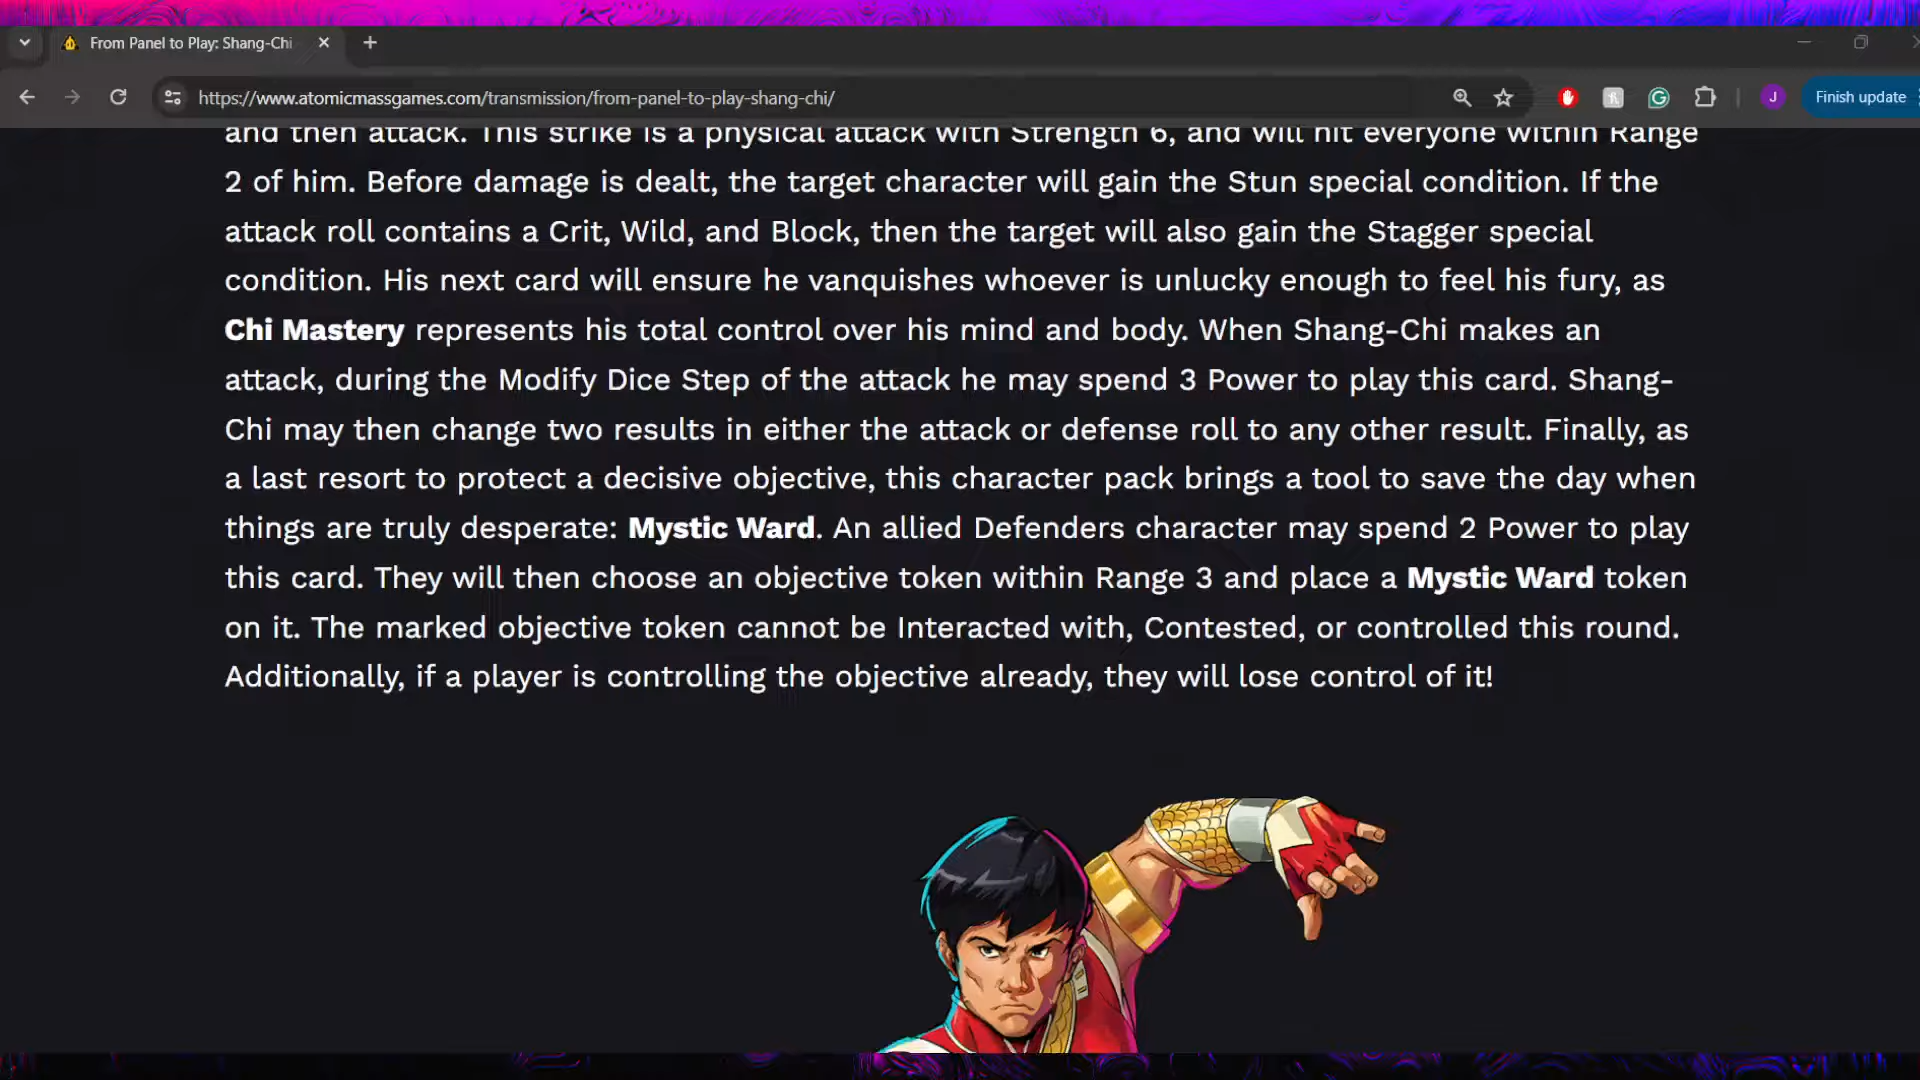 From Panel to Play: Shang-Chi
https://www.atomicmassgames.com/transmission/from-panel-to-play-shang-chi/
J
Finish update
and then attack. This strike is a physical attack with Strength 6, and will hit everyone within Range
2 of him. Before damage is dealt, the target character will gain the Stun special condition. If the
attack roll contains a Crit, Wild, and Block, then the target will also gain the Stagger special
condition. His next card will ensure he vanquishes whoever is unlucky enough to feel his fury, as
Chi Mastery represents his total control over his mind and body. When Shang-Chi makes an
attack, during the Modify Dice Step of the attack he may spend 3 Power to play this card. Shang-
Chi may then change two results in either the attack or defense roll to any other result. Finally, as
a last resort to protect a decisive objective, this character pack brings a tool to save the day when
things are truly desperate: Mystic Ward. An allied Defenders character may spend 2 Power to play
this card. They will then choose an objective token within Range 3 and place a Mystic Ward token
on it. The marked objective token cannot be Interacted with, Contested, or controlled this round.
Additionally, if a player is controlling the objective already, they will lose control of it!